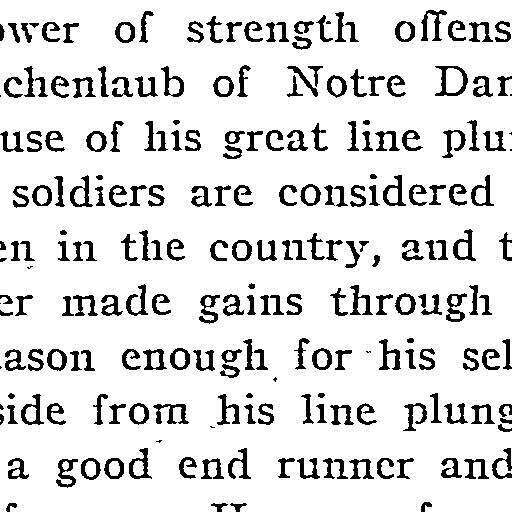 ower of strength offens
chenlaub of Notre Dam
use of his great line plun
soldiers are considered
en in the country, and t
er made gains through
ason enough for his sel
side from his line plung
a good end runner and